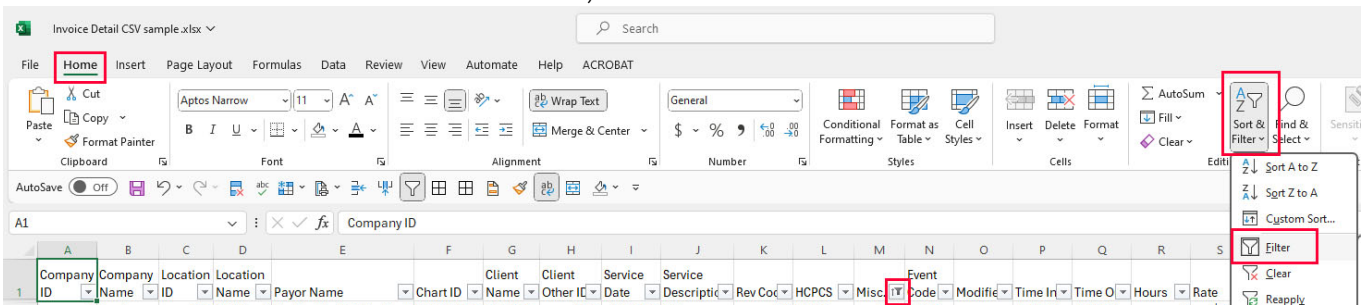 Invoice Detail CSV sample.xlsx
Search
File Home Insert Page Layout Formulas Data Review View Automate Help ACROBAT
Paste
Cut
Copy
Format Painter
Clipboard
Aptos Narrow 11 A^ A˅
B I U A
Font
Wrap Text
Merge & Center
Alignment
General
$ % 9 .00
Number
Conditional Formatting
Format as Table
Cell Styles
Styles
Insert Delete Format
Cells
AutoSum
Fill
Clear
Sort & Filter
Find & Select
Editi
Sort A to Z
Sort Z to A
Custom Sort...
Filter
Clear
Reapply
AutoSave Off
A1 fx Company ID
A B C D E F G H I J K L M N O P Q R S
1 Company ID Company Name Location ID Location Name Payor Name Chart ID Client Name Client Other ID Service Date Service Descriptic Rev Coc HCPCS Misc. Event Code Modifie Time In Time O Hours Rate